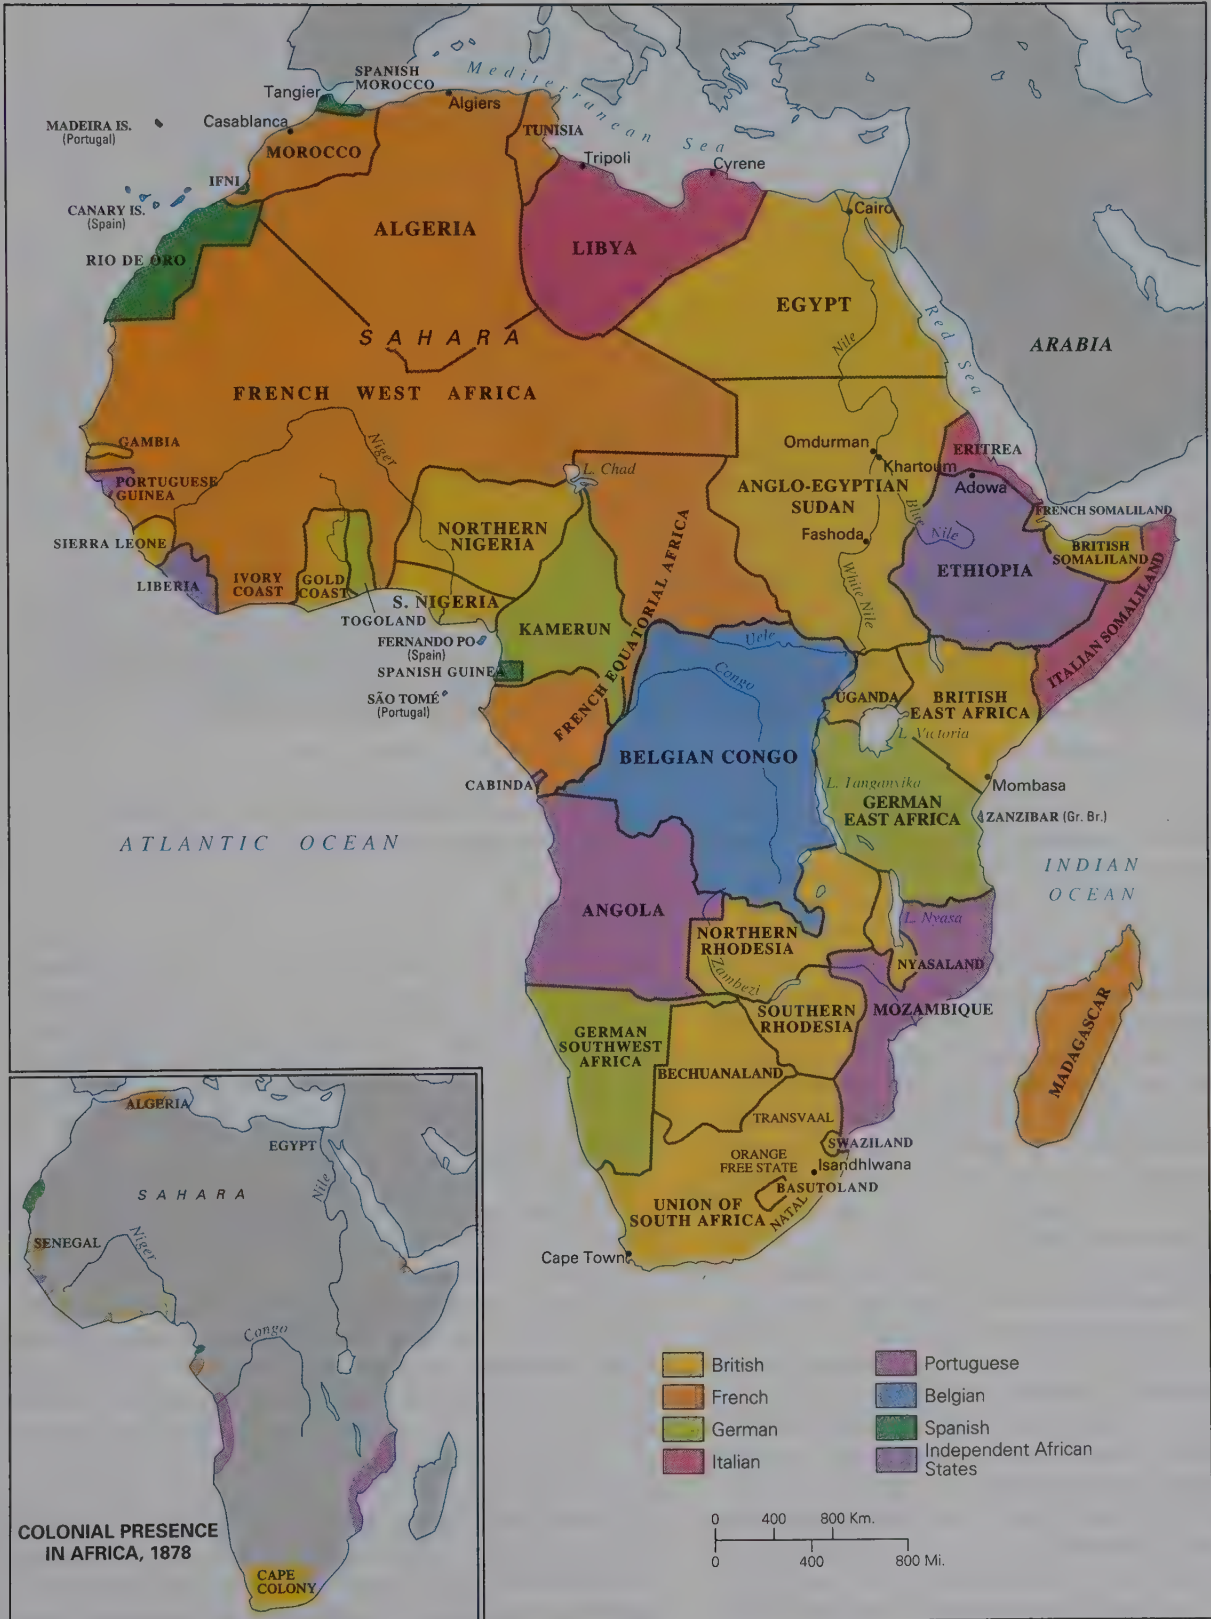 SPANISH
MOROCCO
Mediterranean Sea
Tangier
Algiers
MADEIRA IS.
(Portugal)
Casablanca
TUNISIA
MOROCCO
Tripoli
Cyrene
IFNI
CANARY IS.
(Spain)
Cairo
ALGERIA
LIBYA
RIO DE ORO
EGYPT
Red Sea
SAHARA
Nile
ARABIA
FRENCH WEST AFRICA
GAMBIA
Niger
Omdurman
ERITREA
L. Chad
Khartoum
PORTUGUESE
GUINEA
ANGLO-EGYPTIAN
SUDAN
Adowa
FRENCH SOMALILAND
NORTHERN
NIGERIA
Fashoda
Blue Nile
SIERRA LEONE
BRITISH
SOMALILAND
LIBERIA
IVORY
COAST
GOLD
COAST
ETHIOPIA
S. NIGERIA
White Nile
TOGOLAND
KAMERUN
FRENCH EQUATORIAL AFRICA
ITALIAN SOMALILAND
FERNANDO PO
(Spain)
Uele
SPANISH GUINEA
Congo
SÃO TOMÉ
(Portugal)
UGANDA
BRITISH
EAST AFRICA
L. Victoria
BELGIAN CONGO
CABINDA
L. Tanganyika
Mombasa
GERMAN
EAST AFRICA
ZANZIBAR (Gr. Br.)
ATLANTIC OCEAN
INDIAN
OCEAN
ANGOLA
L. Nyasa
NORTHERN
RHODESIA
NYASALAND
Zambezi
SOUTHERN
RHODESIA
MOZAMBIQUE
MADAGASCAR
GERMAN
SOUTHWEST
AFRICA
BECHUANALAND
TRANSVAAL
SWAZILAND
ORANGE
FREE STATE
Isandhlwana
BASUTOLAND
UNION OF
SOUTH AFRICA
NATAL
Cape Town
ALGERIA
EGYPT
SAHARA
Nile
SENEGAL
Niger
Congo
COLONIAL PRESENCE
IN AFRICA, 1878
CAPE
COLONY
British
French
German
Italian
Portuguese
Belgian
Spanish
Independent African
States
0 400 800 Km.
0 400 800 Mi.